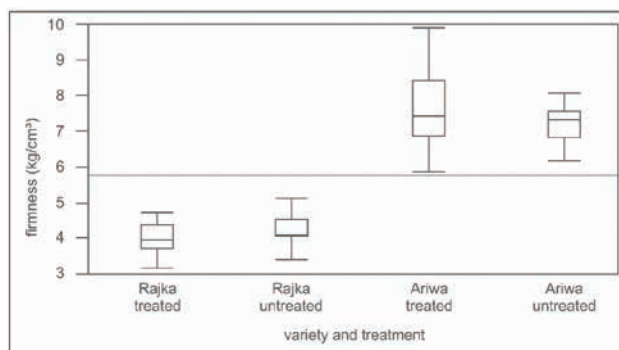 firmness (kg/cm³)
10
9
8
7
6
5
4
3
Rajka treated
Rajka untreated
Ariwa treated
Ariwa untreated
variety and treatment